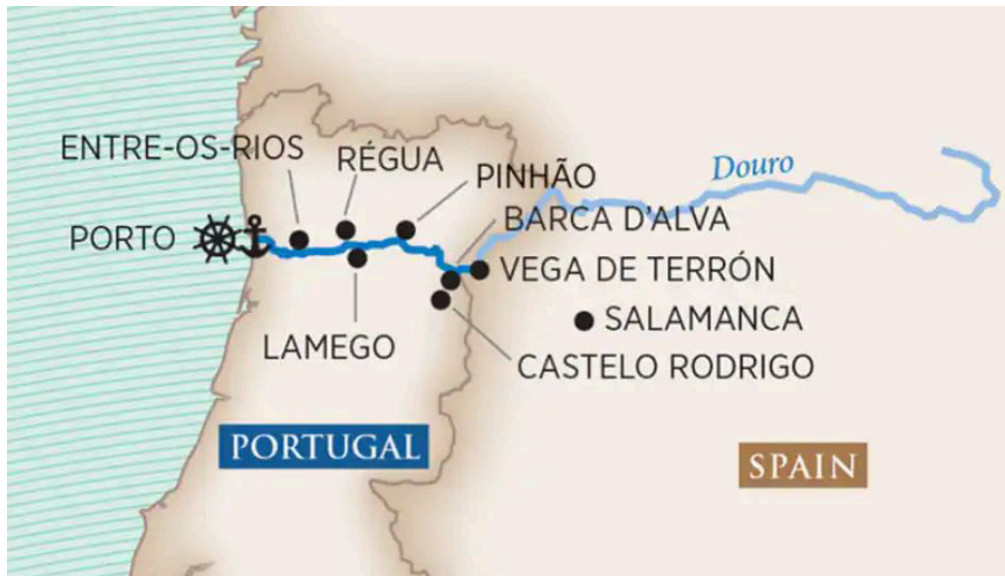 ENTRE-OS-RIOS
RÉGUA
PINHÃO
Douro
PORTO
BARCA D'ALVA
VEGA DE TERRÓN
SALAMANCA
LAMEGO
CASTELO RODRIGO
PORTUGAL
SPAIN